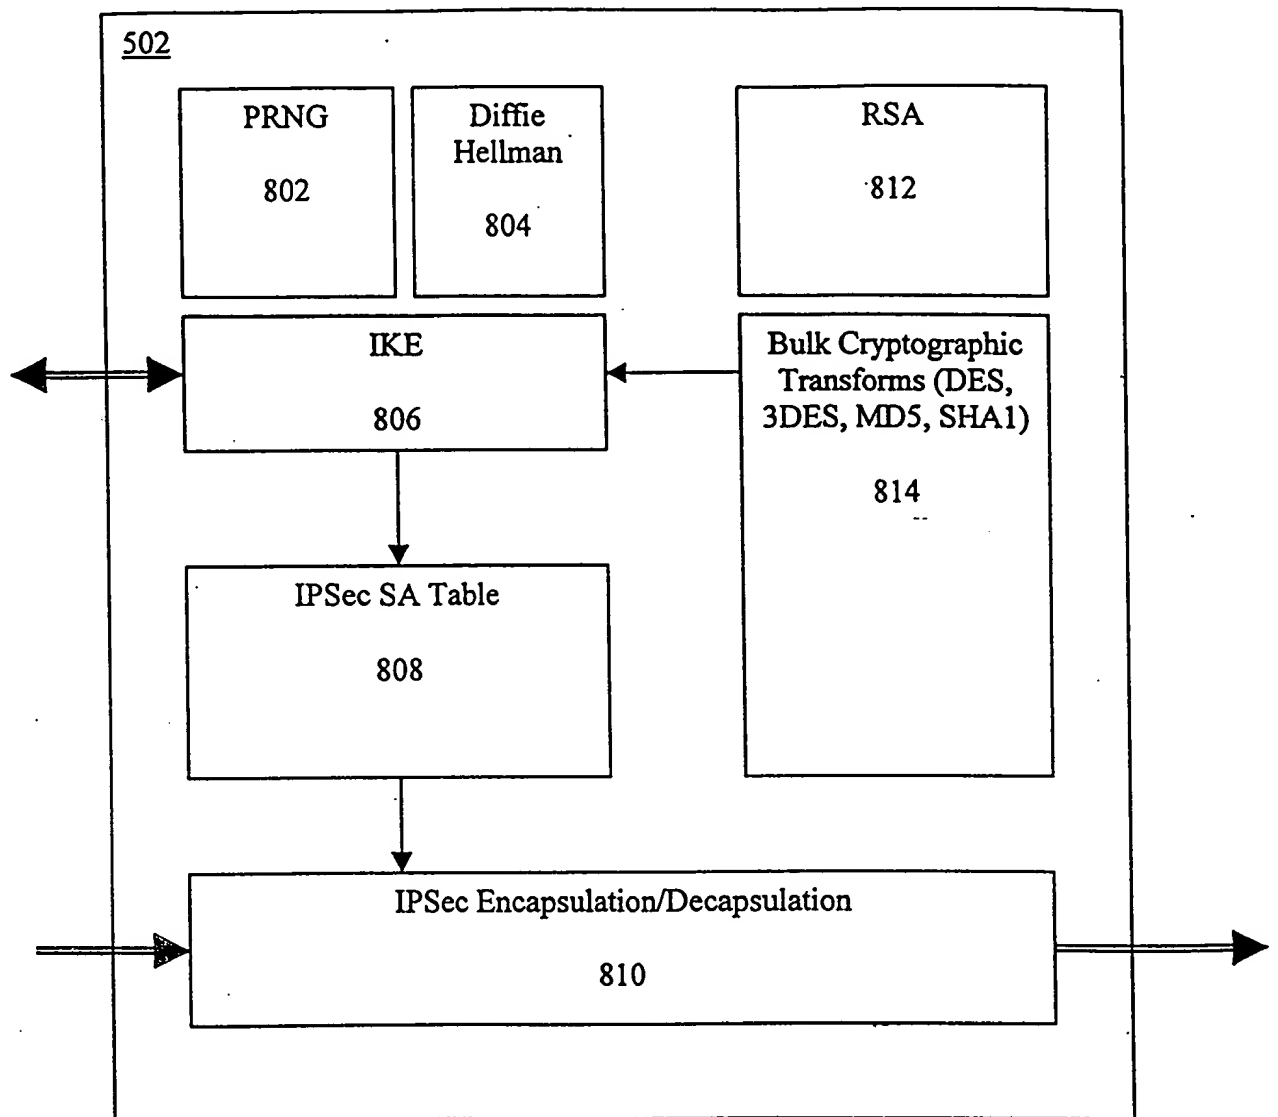 502
PRNG
802
Diffie
Hellman
804
RSA
812
IKE
806
Bulk Cryptographic
Transforms (DES,
3DES, MD5, SHA1)
814
IPSec SA Table
808
IPSec Encapsulation/Decapsulation
810